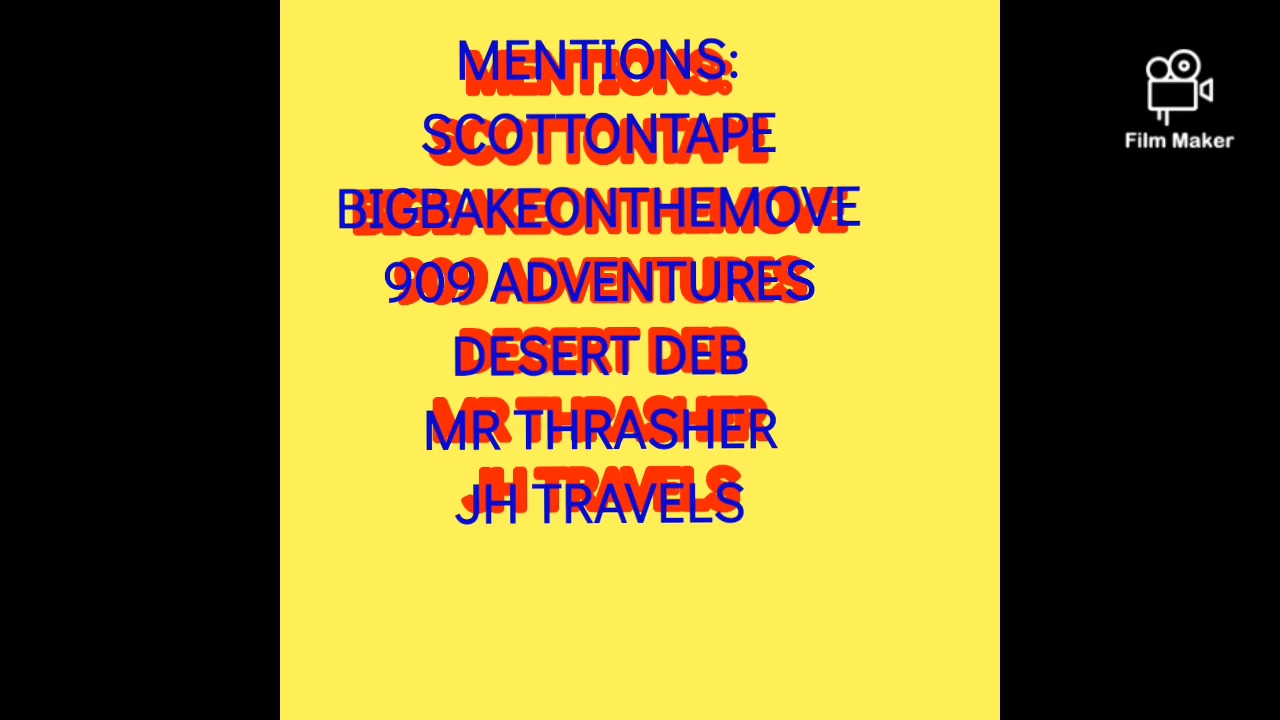 MENTIONS:
SCOTTONTAPE
BIGBAKEONTHEMOVE
909 ADVENTURES
DESERT DEB
MR THRASHER
JH TRAVELS
Film Maker